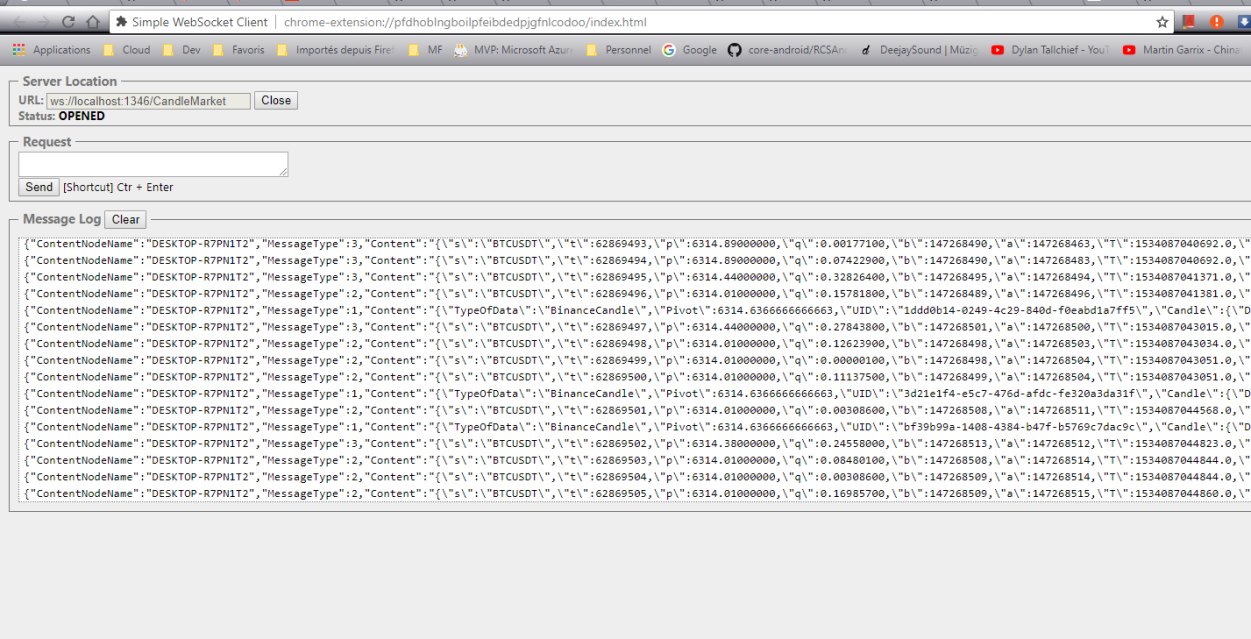 Simple WebSocket Client chrome-extension://pfdhoblngboilpfeibdedpjgfnlcodoo/index.html
Applications Cloud Dev Favoris Importés depuis Firef MF MVP: Microsoft Azure Personnel Google core-android/RCSAn DeejaySound | Müzig Dylan Tallchief - YouT Martin Garrix - China
Server Location
URL: ws://localhost:1346/CandleMarket Close
Status: OPENED
Request
Send [Shortcut] Ctr + Enter
Message Log Clear
{"ContentNodeName":"DESKTOP-R7PN1T2","MessageType":3,"Content":"{\"s\":\"BTCUSDT\",\"t\":62869493,\"p\":6314.89000000,\"q\":0.00177100,\"b\":147268490,\"a\":147268463,\"T\":1534087040692.0,\"
{"ContentNodeName":"DESKTOP-R7PN1T2","MessageType":3,"Content":"{\"s\":\"BTCUSDT\",\"t\":62869494,\"p\":6314.89000000,\"q\":0.07422900,\"b\":147268490,\"a\":147268483,\"T\":1534087040692.0,\"
{"ContentNodeName":"DESKTOP-R7PN1T2","MessageType":3,"Content":"{\"s\":\"BTCUSDT\",\"t\":62869495,\"p\":6314.44000000,\"q\":0.32826400,\"b\":147268495,\"a\":147268494,\"T\":1534087041371.0,\"
{"ContentNodeName":"DESKTOP-R7PN1T2","MessageType":2,"Content":"{\"s\":\"BTCUSDT\",\"t\":62869496,\"p\":6314.01000000,\"q\":0.15781800,\"b\":147268489,\"a\":147268496,\"T\":1534087041381.0,\"
{"ContentNodeName":"DESKTOP-R7PN1T2","MessageType":1,"Content":"{\"TypeOfData\":\"BinanceCandle\",\"Pivot\":6314.6366666666663,\"UID\":\"1ddd0b14-0249-4c29-840d-f0eabd1a7ff5\",\"Candle\":{\"D
{"ContentNodeName":"DESKTOP-R7PN1T2","MessageType":3,"Content":"{\"s\":\"BTCUSDT\",\"t\":62869497,\"p\":6314.44000000,\"q\":0.27843800,\"b\":147268501,\"a\":147268500,\"T\":1534087043015.0,\"
{"ContentNodeName":"DESKTOP-R7PN1T2","MessageType":2,"Content":"{\"s\":\"BTCUSDT\",\"t\":62869498,\"p\":6314.01000000,\"q\":0.12623900,\"b\":147268498,\"a\":147268503,\"T\":1534087043034.0,\"
{"ContentNodeName":"DESKTOP-R7PN1T2","MessageType":2,"Content":"{\"s\":\"BTCUSDT\",\"t\":62869499,\"p\":6314.01000000,\"q\":0.00000100,\"b\":147268498,\"a\":147268504,\"T\":1534087043051.0,\"
{"ContentNodeName":"DESKTOP-R7PN1T2","MessageType":2,"Content":"{\"s\":\"BTCUSDT\",\"t\":62869500,\"p\":6314.01000000,\"q\":0.11137500,\"b\":147268499,\"a\":147268504,\"T\":1534087043051.0,\"
{"ContentNodeName":"DESKTOP-R7PN1T2","MessageType":1,"Content":"{\"TypeOfData\":\"BinanceCandle\",\"Pivot\":6314.6366666666663,\"UID\":\"3d21e1f4-e5c7-476d-afdc-fe320a3da31f\",\"Candle\":{\"D
{"ContentNodeName":"DESKTOP-R7PN1T2","MessageType":2,"Content":"{\"s\":\"BTCUSDT\",\"t\":62869501,\"p\":6314.01000000,\"q\":0.00308600,\"b\":147268508,\"a\":147268511,\"T\":1534087044568.0,\"
{"ContentNodeName":"DESKTOP-R7PN1T2","MessageType":1,"Content":"{\"TypeOfData\":\"BinanceCandle\",\"Pivot\":6314.6366666666663,\"UID\":\"bf39b99a-1408-4384-b47f-b5769c7dac9c\",\"Candle\":{\"D
{"ContentNodeName":"DESKTOP-R7PN1T2","MessageType":3,"Content":"{\"s\":\"BTCUSDT\",\"t\":62869502,\"p\":6314.38000000,\"q\":0.24558000,\"b\":147268513,\"a\":147268512,\"T\":1534087044823.0,\"
{"ContentNodeName":"DESKTOP-R7PN1T2","MessageType":2,"Content":"{\"s\":\"BTCUSDT\",\"t\":62869503,\"p\":6314.01000000,\"q\":0.08480100,\"b\":147268508,\"a\":147268514,\"T\":1534087044844.0,\"
{"ContentNodeName":"DESKTOP-R7PN1T2","MessageType":2,"Content":"{\"s\":\"BTCUSDT\",\"t\":62869504,\"p\":6314.01000000,\"q\":0.00308600,\"b\":147268509,\"a\":147268514,\"T\":1534087044844.0,\"
{"ContentNodeName":"DESKTOP-R7PN1T2","MessageType":2,"Content":"{\"s\":\"BTCUSDT\",\"t\":62869505,\"p\":6314.01000000,\"q\":0.16985700,\"b\":147268509,\"a\":147268515,\"T\":1534087044860.0,\"